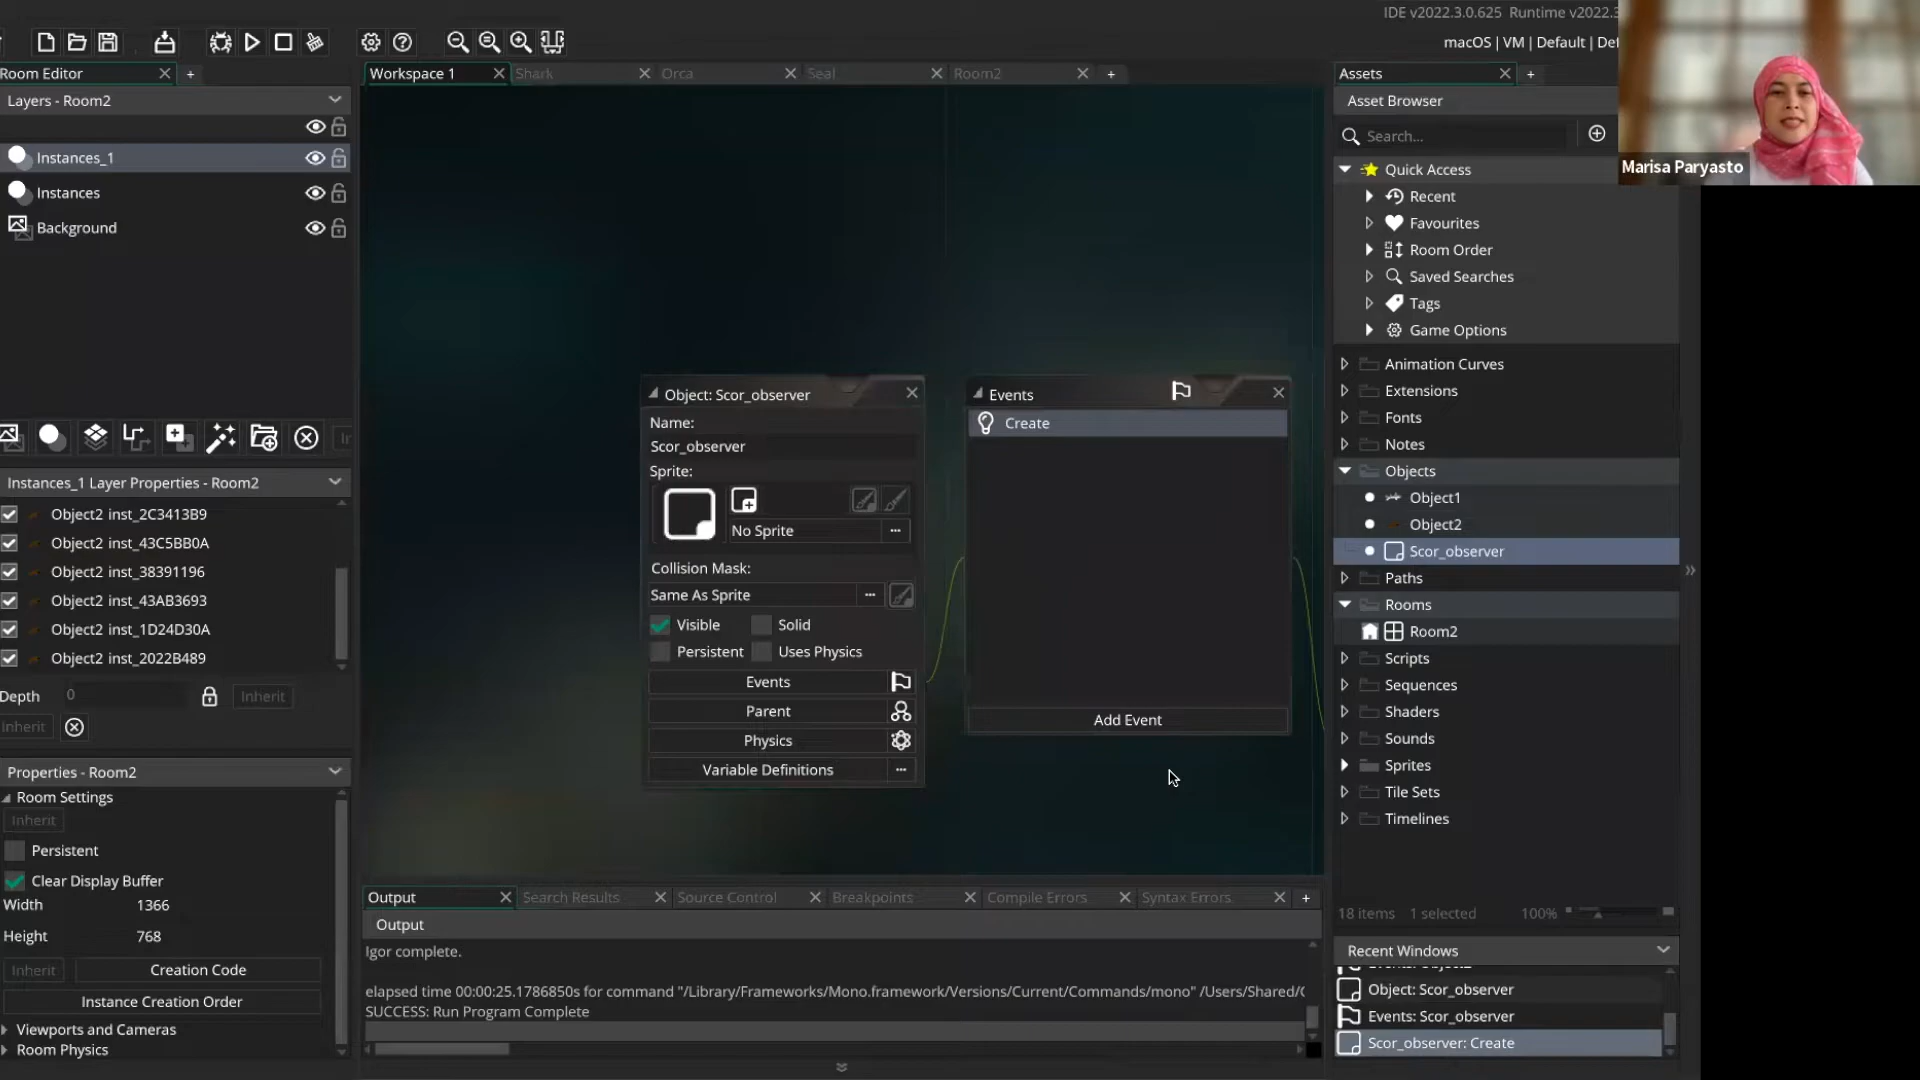 IDE v2022.3.0.625 Runtime v2022.3
macOS | VM | Default |
Room Editor
Workspace 1
Shark
Orca
Seal
Room2
Assets
Layers - Room2
Instances_1
Instances
Background
Instances_1 Layer Properties - Room2
Object2 inst_2C3413B9
Object2 inst_43C5BB0A
Object2 inst_38391196
Object2 inst_43AB3693
Object2 inst_1D24D30A
Object2 inst_2022B489
Depth 0 Inherit
Inherit
Properties - Room2
Room Settings
Inherit
Persistent
Clear Display Buffer
Width 1366
Height 768
Inherit Creation Code
Instance Creation Order
Viewports and Cameras
Room Physics
Object: Scor_observer
Name:
Scor_observer
Sprite:
No Sprite
Collision Mask:
Same As Sprite
Visible Solid
Persistent Uses Physics
Events
Parent
Physics
Variable Definitions
Events
Create
Add Event
Output
Search Results
Source Control
Breakpoints
Compile Errors
Syntax Errors
Output
Igor complete.
elapsed time 00:00:25.1786850s for command "/Library/Frameworks/Mono.framework/Versions/Current/Commands/mono" /Users/Shared/
SUCCESS: Run Program Complete
Asset Browser
Search...
Quick Access
Recent
Favourites
Room Order
Saved Searches
Tags
Game Options
Animation Curves
Extensions
Fonts
Notes
Objects
Object1
Object2
Scor_observer
Paths
Rooms
Room2
Scripts
Sequences
Shaders
Sounds
Sprites
Tile Sets
Timelines
18 items 1 selected 100%
Recent Windows
Object: Scor_observer
Events: Scor_observer
Scor_observer: Create
Marisa Paryasto